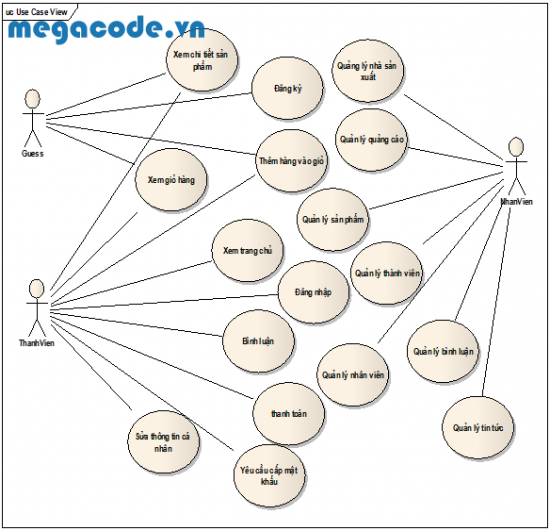 uc Use Case View
megacode.vn
Xem chi tiết sản
phẩm
Quảng lý nhà sản
xuất
Đăng ký
Guess
Quản lý quảng cáo
Thêm hàng vào giỏ
NhanVien
Xem giỏ hàng
Quản lý sản phẩm
Xem trang chủ
Quản lý thành viên
Đăng nhập
ThanhVien
Bình luận
Quản lý bình luận
Quản lý nhân viên
thanh toán
Quản lý tin tức
Sửa thông tin cá
nhân
Yêu cầu cấp mật
khẩu